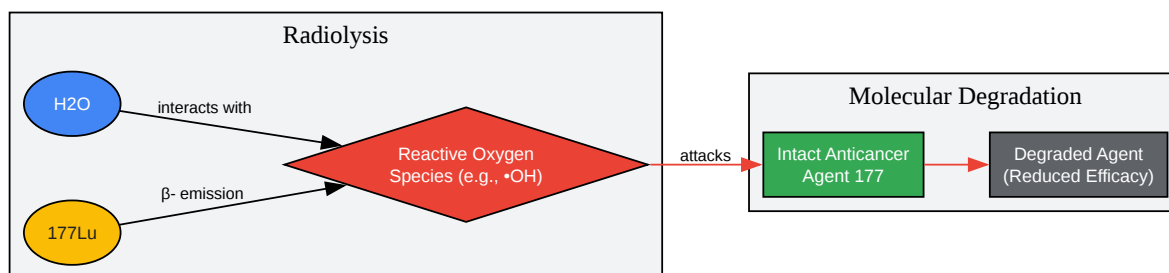 Radiolysis
H2O
interacts with
177Lu
β- emission
Reactive Oxygen
Species (e.g., •OH)
attacks
Molecular Degradation
Intact Anticancer
Agent 177
Degraded Agent
(Reduced Efficacy)